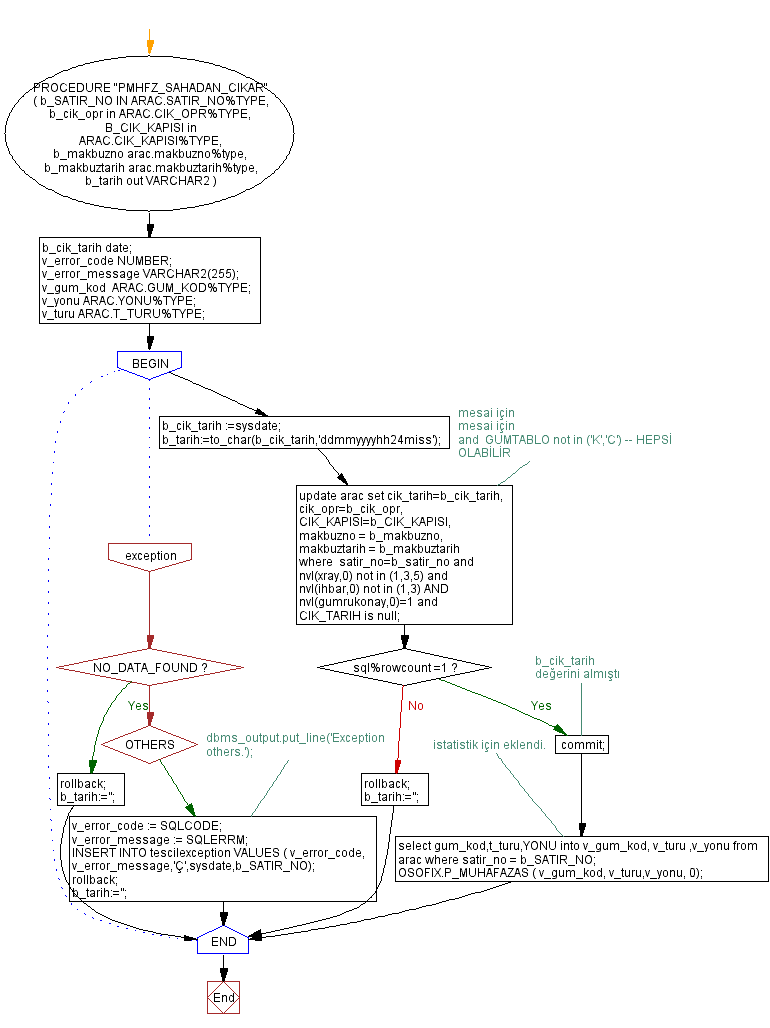 PROCEDURE "PMHFZ_SAHADAN_CIKAR"
( b_SATIR_NO IN ARAC.SATIR_NO%TYPE,
b_cik_opr in ARAC.CIK_OPR%TYPE,
B_CIK_KAPISI in
ARAC.CIK_KAPISI%TYPE,
b_makbuzno arac.makbuzno%type,
b_makbuztarih arac.makbuztarih%type,
b_tarih out VARCHAR2 )
b_cik_tarih date;
v_error_code NUMBER;
v_error_message VARCHAR2(255);
v_gum_kod ARAC.GUM_KOD%TYPE;
v_yonu ARAC.YONU%TYPE;
v_turu ARAC.T_TURU%TYPE;
BEGIN
b_cik_tarih :=sysdate;
b_tarih:=to_char(b_cik_tarih,'ddmmyyyyhh24miss');
mesai için
mesai için
and GUMTABLO not in ('K','C') -- HEPSİ
OLABİLİR
update arac set cik_tarih=b_cik_tarih,
cik_opr=b_cik_opr,
CIK_KAPISI=b_CIK_KAPISI,
makbuzno = b_makbuzno,
makbuztarih = b_makbuztarih
where satir_no=b_satir_no and
nvl(xray,0) not in (1,3,5) and
nvl(ihbar,0) not in (1,3) AND
nvl(gumrukonay,0)=1 and
CIK_TARIH is null;
exception
NO_DATA_FOUND ?
sql%rowcount =1 ?
b_cik_tarih
değerini almıştı
Yes
No
Yes
OTHERS
dbms_output.put_line('Exception
others.');
istatistik için eklendi.
commit;
rollback;
b_tarih:='';
rollback;
b_tarih:='';
v_error_code := SQLCODE;
v_error_message := SQLERRM;
INSERT INTO tescilexception VALUES ( v_error_code,
v_error_message,'Ç',sysdate,b_SATIR_NO);
rollback;
b_tarih:='';
select gum_kod,t_turu,YONU into v_gum_kod, v_turu ,v_yonu from
arac where satir_no = b_SATIR_NO;
OSOFIX.P_MUHAFAZAS ( v_gum_kod, v_turu,v_yonu, 0);
END
End